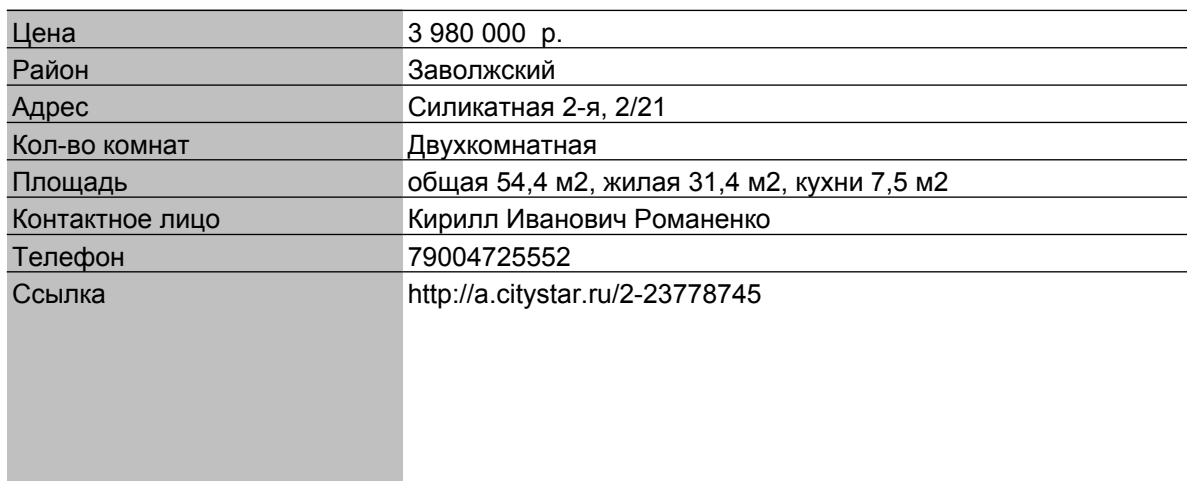 Цена 3 980 000 р.
Район Заволжский
Адрес Силикатная 2-я, 2/21
Кол-во комнат Двухкомнатная
Площадь общая 54,4 м2, жилая 31,4 м2, кухни 7,5 м2
Контактное лицо Кирилл Иванович Романенко
Телефон 79004725552
Ссылка http://a.citystar.ru/2-23778745